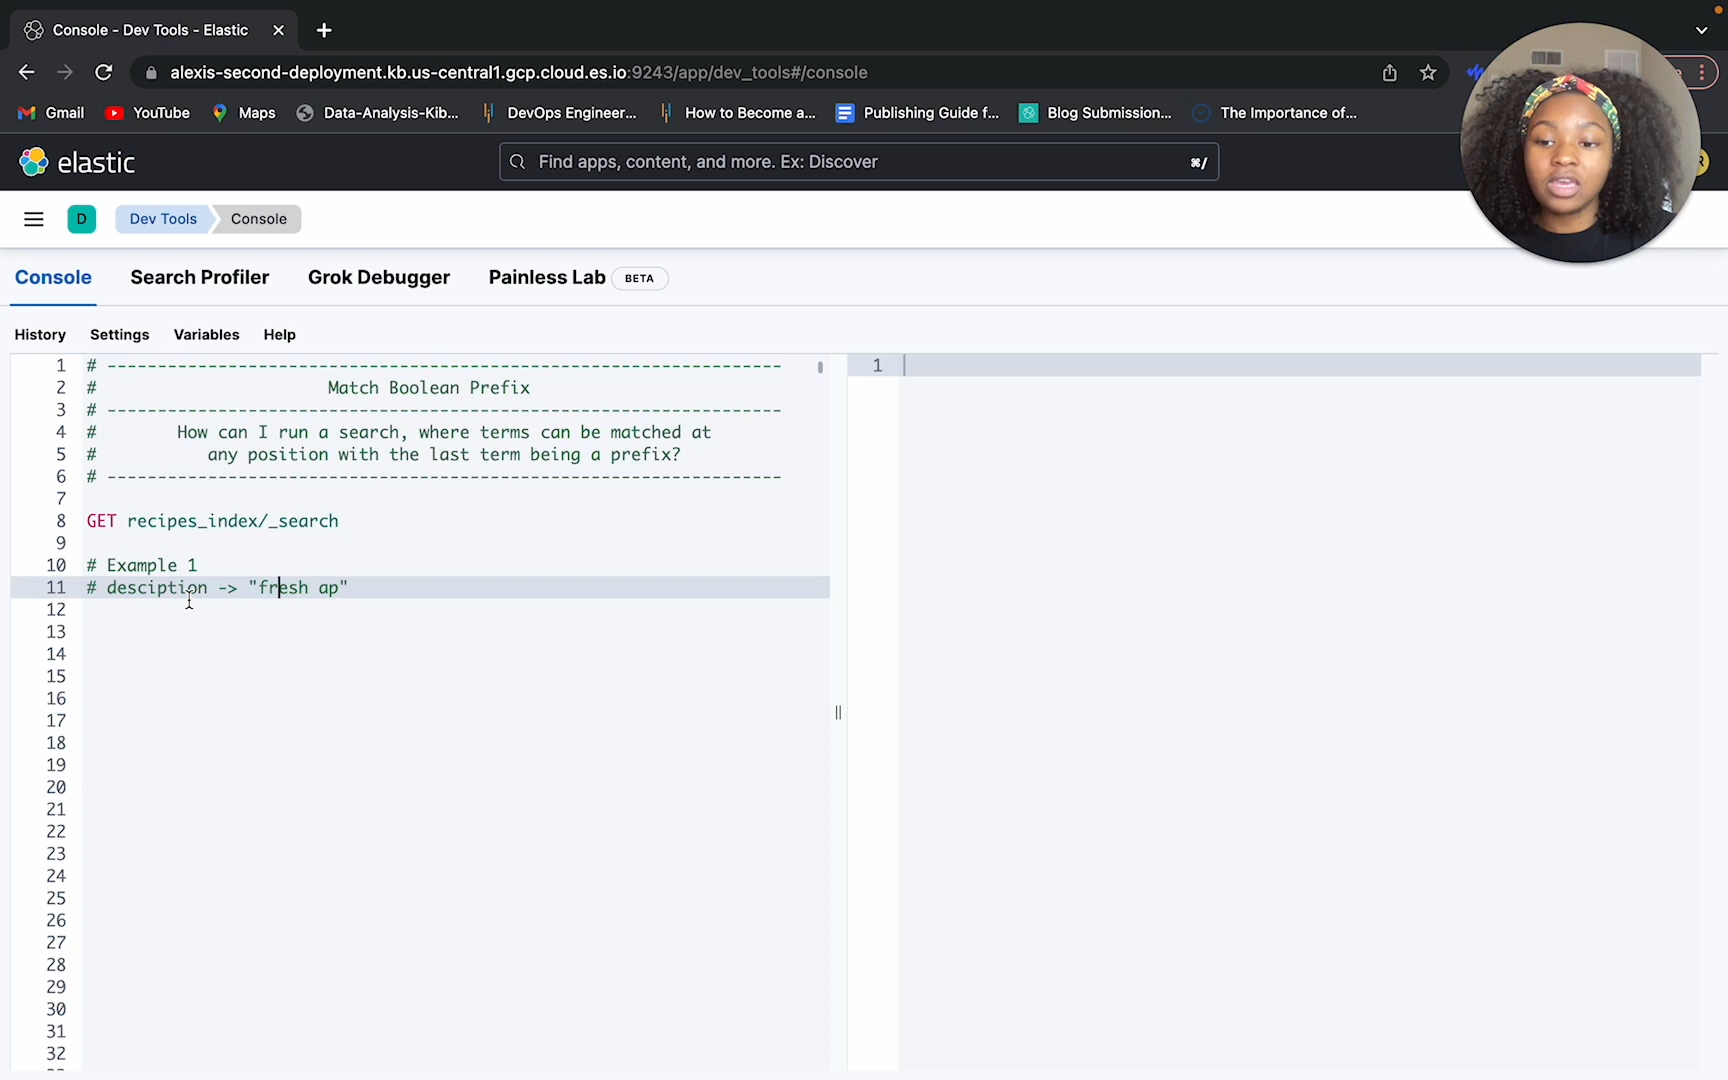 Console - Dev Tools - Elastic
alexis-second-deployment.kb.us-central1.gcp.cloud.es.io:9243/app/dev_tools#/console
Gmail YouTube Maps Data-Analysis-Kib... DevOps Engineer... How to Become a... Publishing Guide f... Blog Submission... The Importance of...
elastic Find apps, content, and more. Ex: Discover ⌘/
D Dev Tools Console
Console Search Profiler Grok Debugger Painless Lab BETA
History Settings Variables Help
1 # -------------------------------------------------------------------
2 # Match Boolean Prefix
3 # -------------------------------------------------------------------
4 # How can I run a search, where terms can be matched at
5 # any position with the last term being a prefix?
6 # -------------------------------------------------------------------
7
8 GET recipes_index/_search
9
10 # Example 1
11 # desciption -> "fresh ap"
12
13
14
15
16
17
18
19
20
21
22
23
24
25
26
27
28
29
30
31
32
1